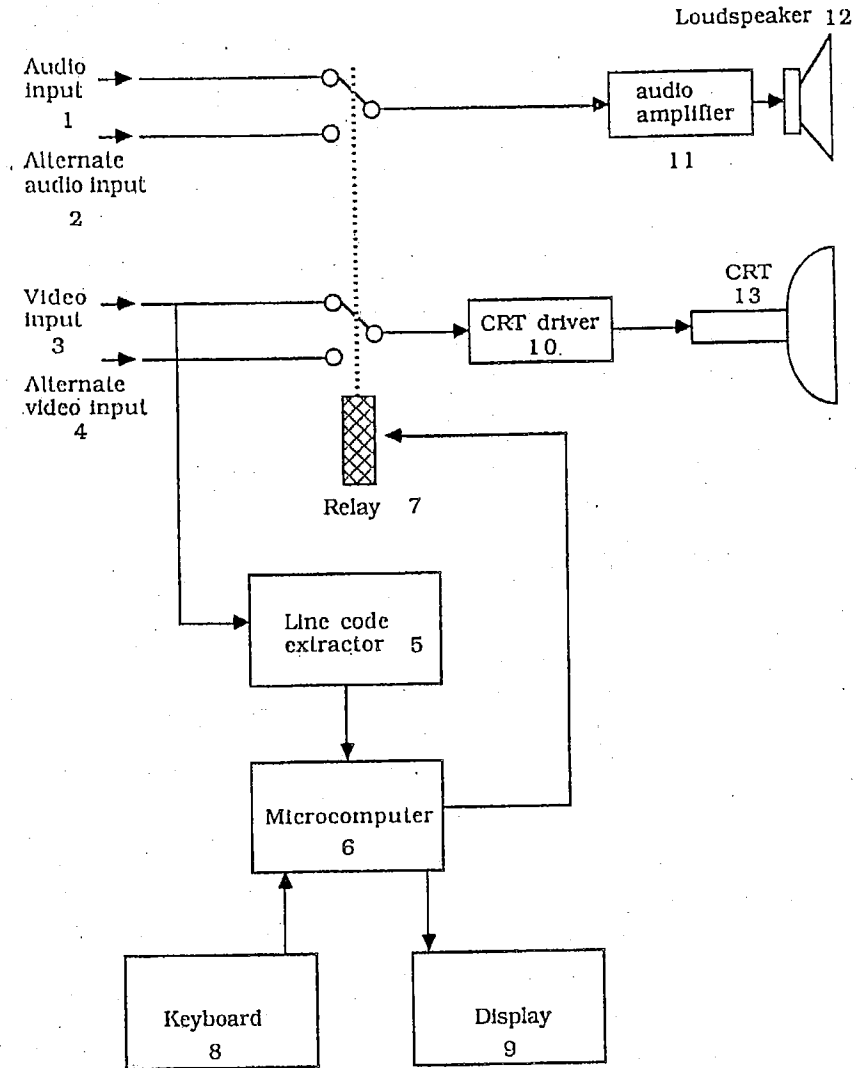 Loudspeaker 12
Audio
input
1
audio
amplifier
11
Alternate
audio input
2
Video
input
3
CRT
13
CRT driver
10.
Alternate
video input
4
Relay 7
Line code
extractor 5
Microcomputer
6
Keyboard
8
Display
9